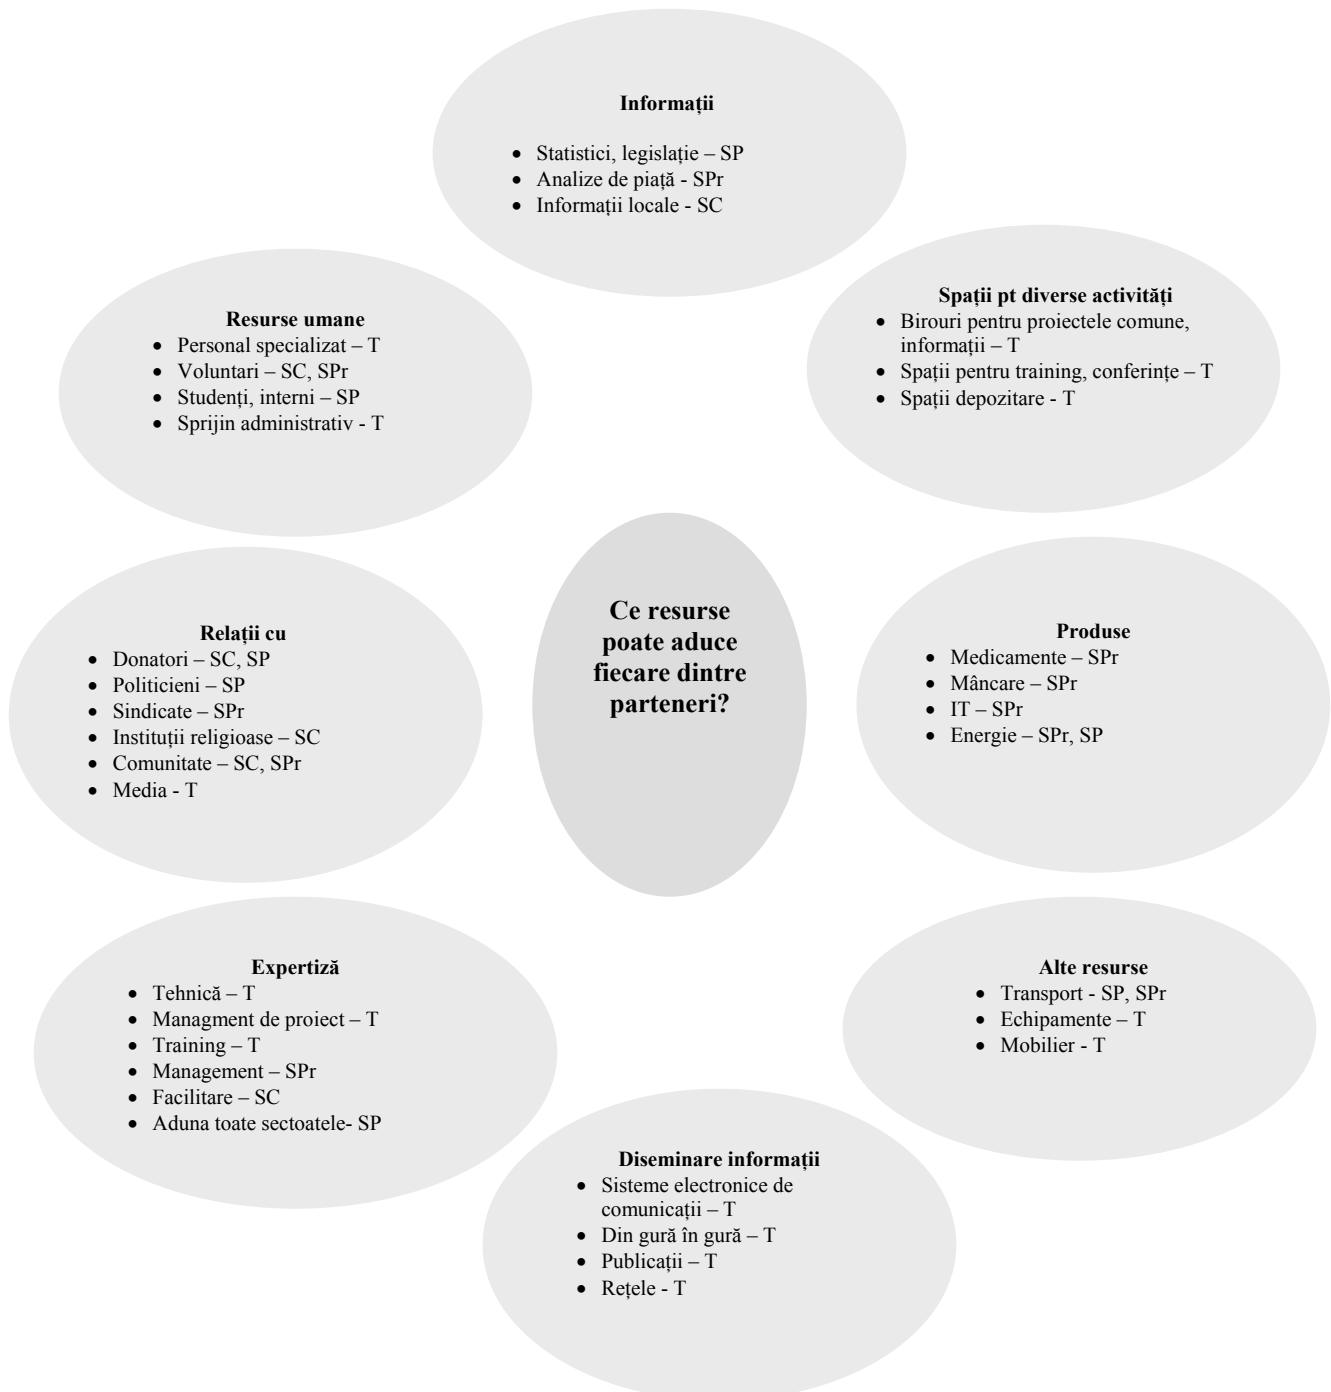 Informații
• Statistici, legislație – SP
• Analize de piață - SPr
• Informații locale - SC
Spații pt diverse activități
• Birouri pentru proiectele comune,
informații – T
• Spații pentru training, conferințe – T
• Spații depozitare - T
Resurse umane
• Personal specializat – T
• Voluntari – SC, SPr
• Studenți, interni – SP
• Sprijin administrativ - T
Ce resurse
poate aduce
fiecare dintre
parteneri?
Relații cu
• Donatori – SC, SP
• Politicieni – SP
• Sindicate – SPr
• Instituții religioase – SC
• Comunitate – SC, SPr
• Media - T
Produse
• Medicamente – SPr
• Mâncare – SPr
• IT – SPr
• Energie – SPr, SP
Expertiză
• Tehnică – T
• Managment de proiect – T
• Training – T
• Management – SPr
• Facilitare – SC
• Aduna toate sectoatele- SP
Alte resurse
• Transport - SP, SPr
• Echipamente – T
• Mobilier - T
Diseminare informații
• Sisteme electronice de
comunicații – T
• Din gură în gură – T
• Publicații – T
• Rețele - T